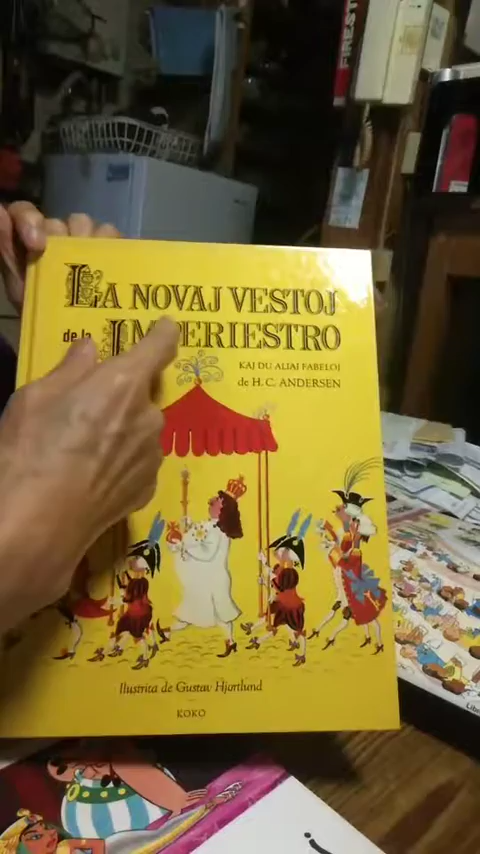 LA NOVAJ VESTOJ
de la IMPERIESTRO
KAJ DU ALIAJ FABELOJ
de H. C. ANDERSEN
Ilustrita de Gustav Hjortlund
KOKO